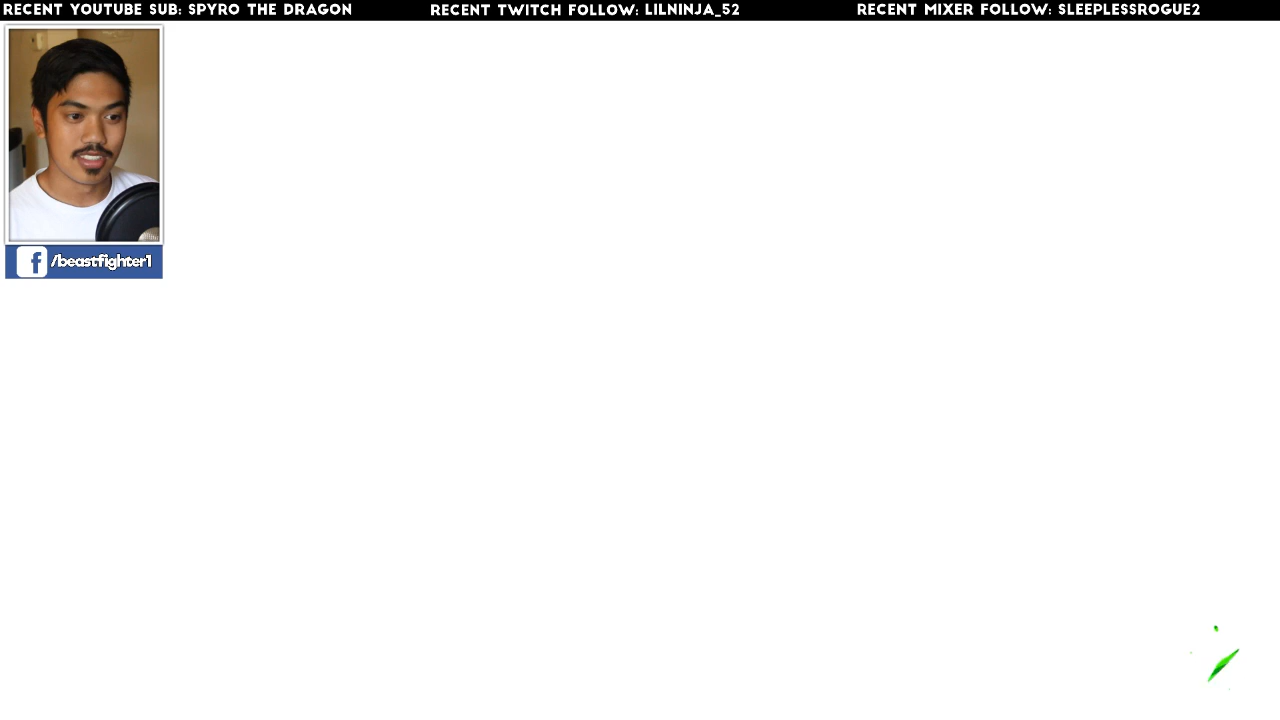 RECENT YOUTUBE SUB: SPYRO THE DRAGON
RECENT TWITCH FOLLOW: LILNINJA_52
RECENT MIXER FOLLOW: SLEEPLESSROGUE2
f /beastfighter1